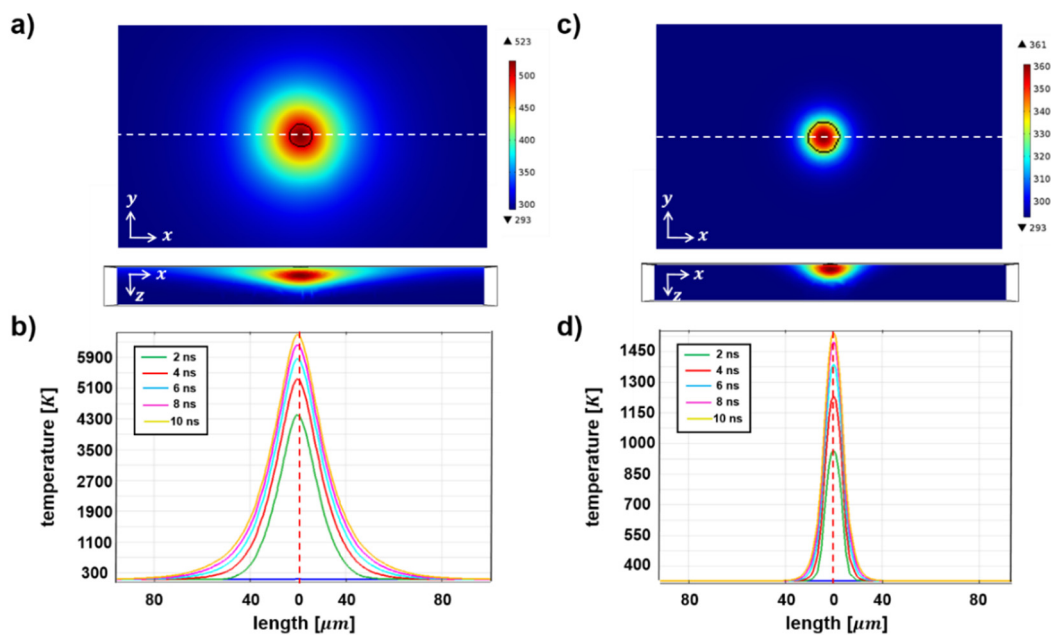 a)
▲ 523
500
450
400
350
300
▼ 293
y
x
x
z
b)
5900
5100
4300
3500
2700
1900
1100
300
temperature [K]
2 ns
4 ns
6 ns
8 ns
10 ns
80 40 0 40 80
length [μm]
c)
▲ 361
360
350
340
330
320
310
300
▼ 293
y
x
x
z
d)
1450
1300
1150
1000
850
700
550
400
temperature [K]
2 ns
4 ns
6 ns
8 ns
10 ns
80 40 0 40 80
length [μm]